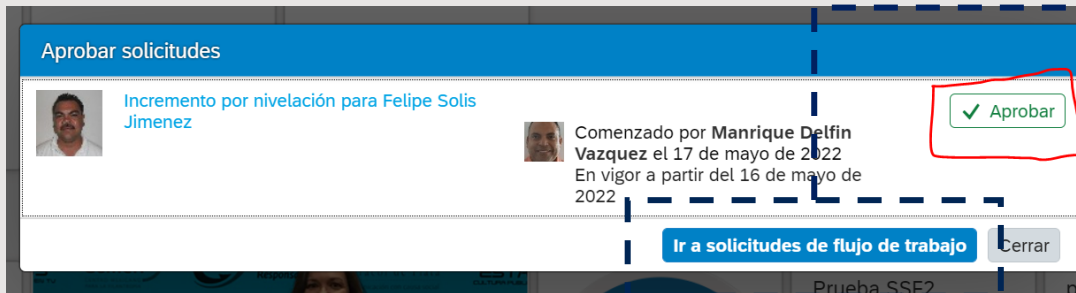 Aprobar solicitudes
Incremento por nivelación para Felipe Solis
Jimenez
Aprobar
Comenzado por Manrique Delfin
Vazquez el 17 de mayo de 2022
En vigor a partir del 16 de mayo de
2022
Ir a solicitudes de flujo de trabajo
Cerrar
Prueba SSF2